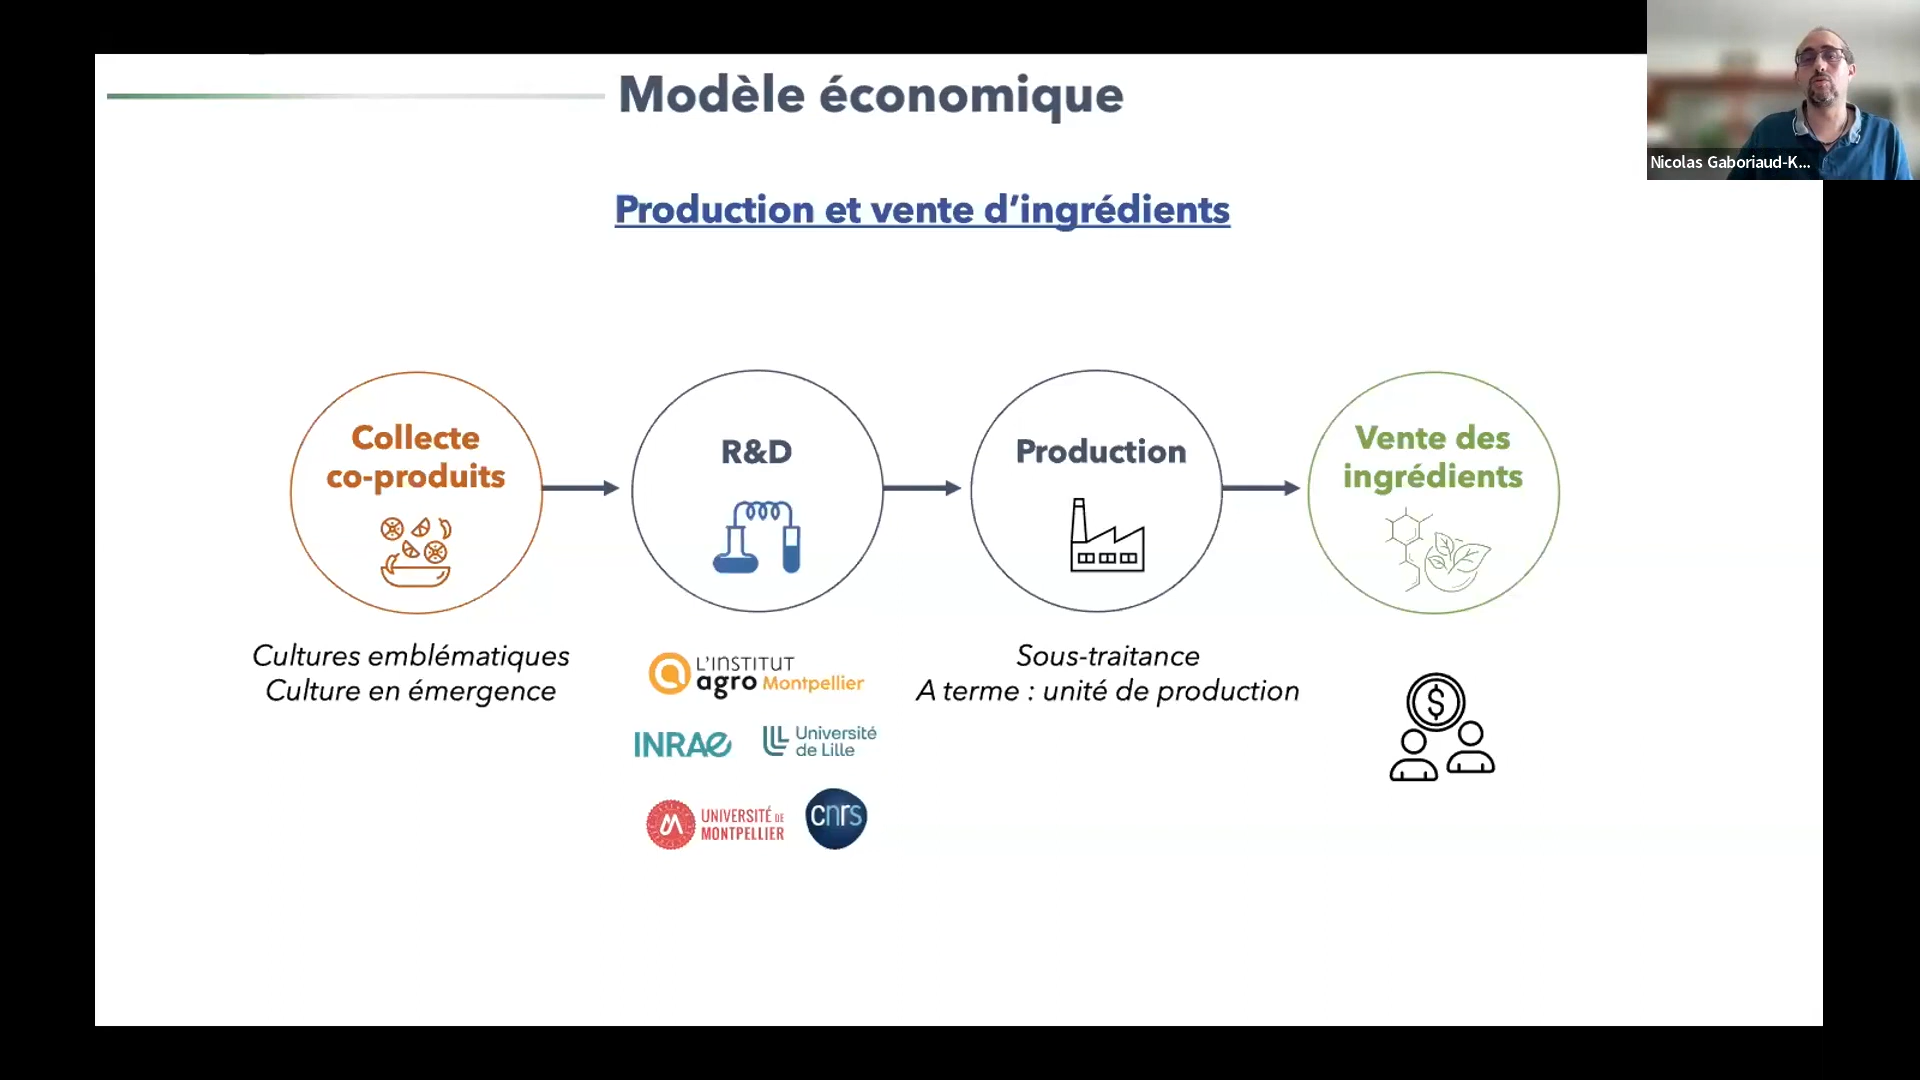 Modèle économique
Nicolas Gaboriaud-K...
Production et vente d’ingrédients
Collecte
co-produits
R&D
Production
Vente des
ingrédients
Cultures emblématiques
Culture en émergence
L'INSTITUT
agro Montpellier
INRAE
Université
de Lille
UNIVERSITÉ DE
MONTPELLIER
cnrs
Sous-traitance
A terme : unité de production
$